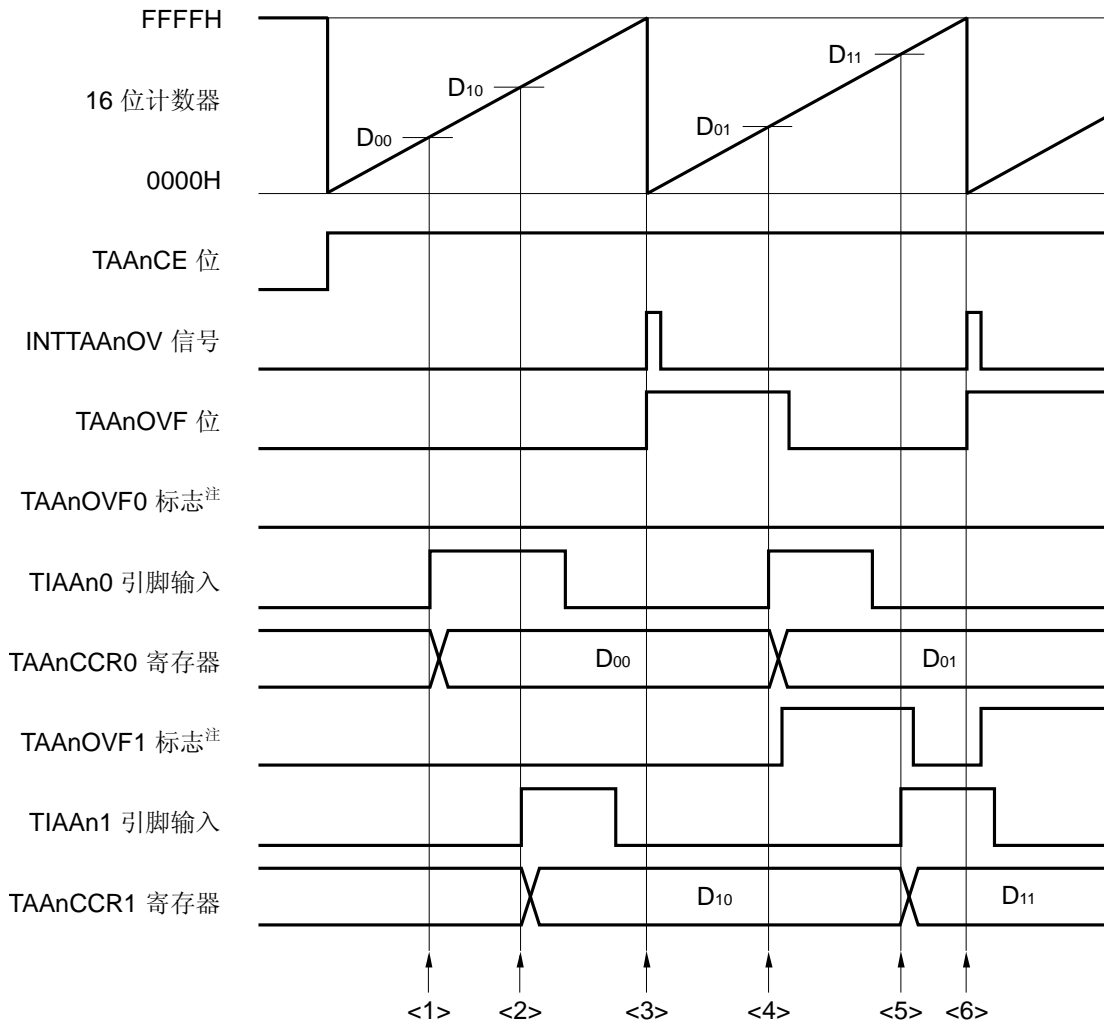 FFFFH
16 位计数器
0000H
D10
D00
D11
D01
TAAnCE 位
INTTAAnOV 信号
TAAnOVF 位
TAAnOVF0 标志注
TIAAn0 引脚输入
TAAnCCR0 寄存器
D00
D01
TAAnOVF1 标志注
TIAAn1 引脚输入
TAAnCCR1 寄存器
D10
D11
<1> <2> <3> <4> <5> <6>